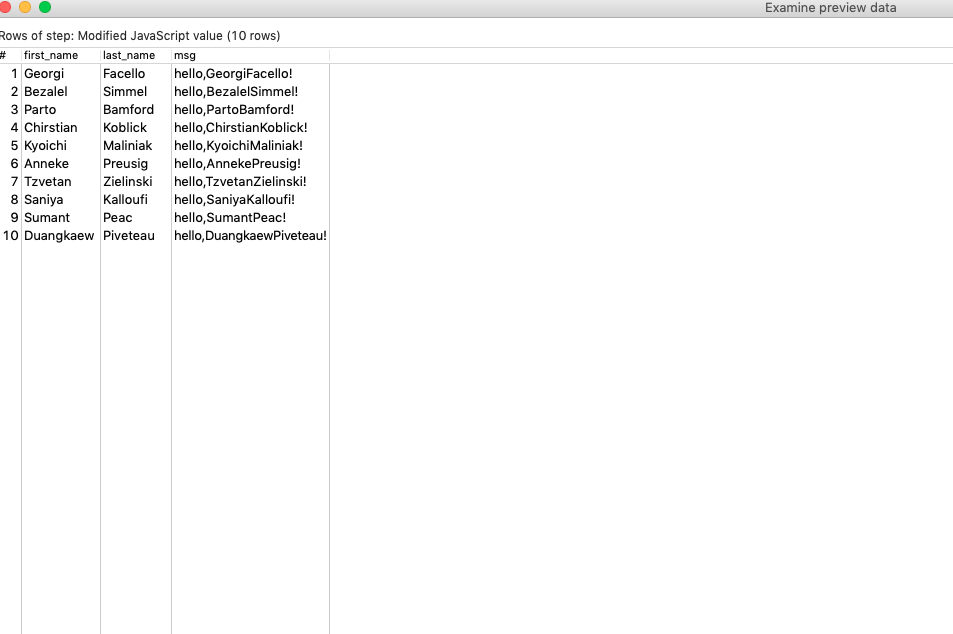 Examine preview data
Rows of step: Modified JavaScript value (10 rows)
# first_name last_name msg
1 Georgi Facello hello,GeorgiFacello!
2 Bezalel Simmel hello,BezalelSimmel!
3 Parto Bamford hello,PartoBamford!
4 Chirstian Koblick hello,ChirstianKoblick!
5 Kyoichi Maliniak hello,KyoichiMaliniak!
6 Anneke Preusig hello,AnnekePreusig!
7 Tzvetan Zielinski hello,TzvetanZielinski!
8 Saniya Kalloufi hello,SaniyaKalloufi!
9 Sumant Peac hello,SumantPeac!
10 Duangkaew Piveteau hello,DuangkaewPiveteau!